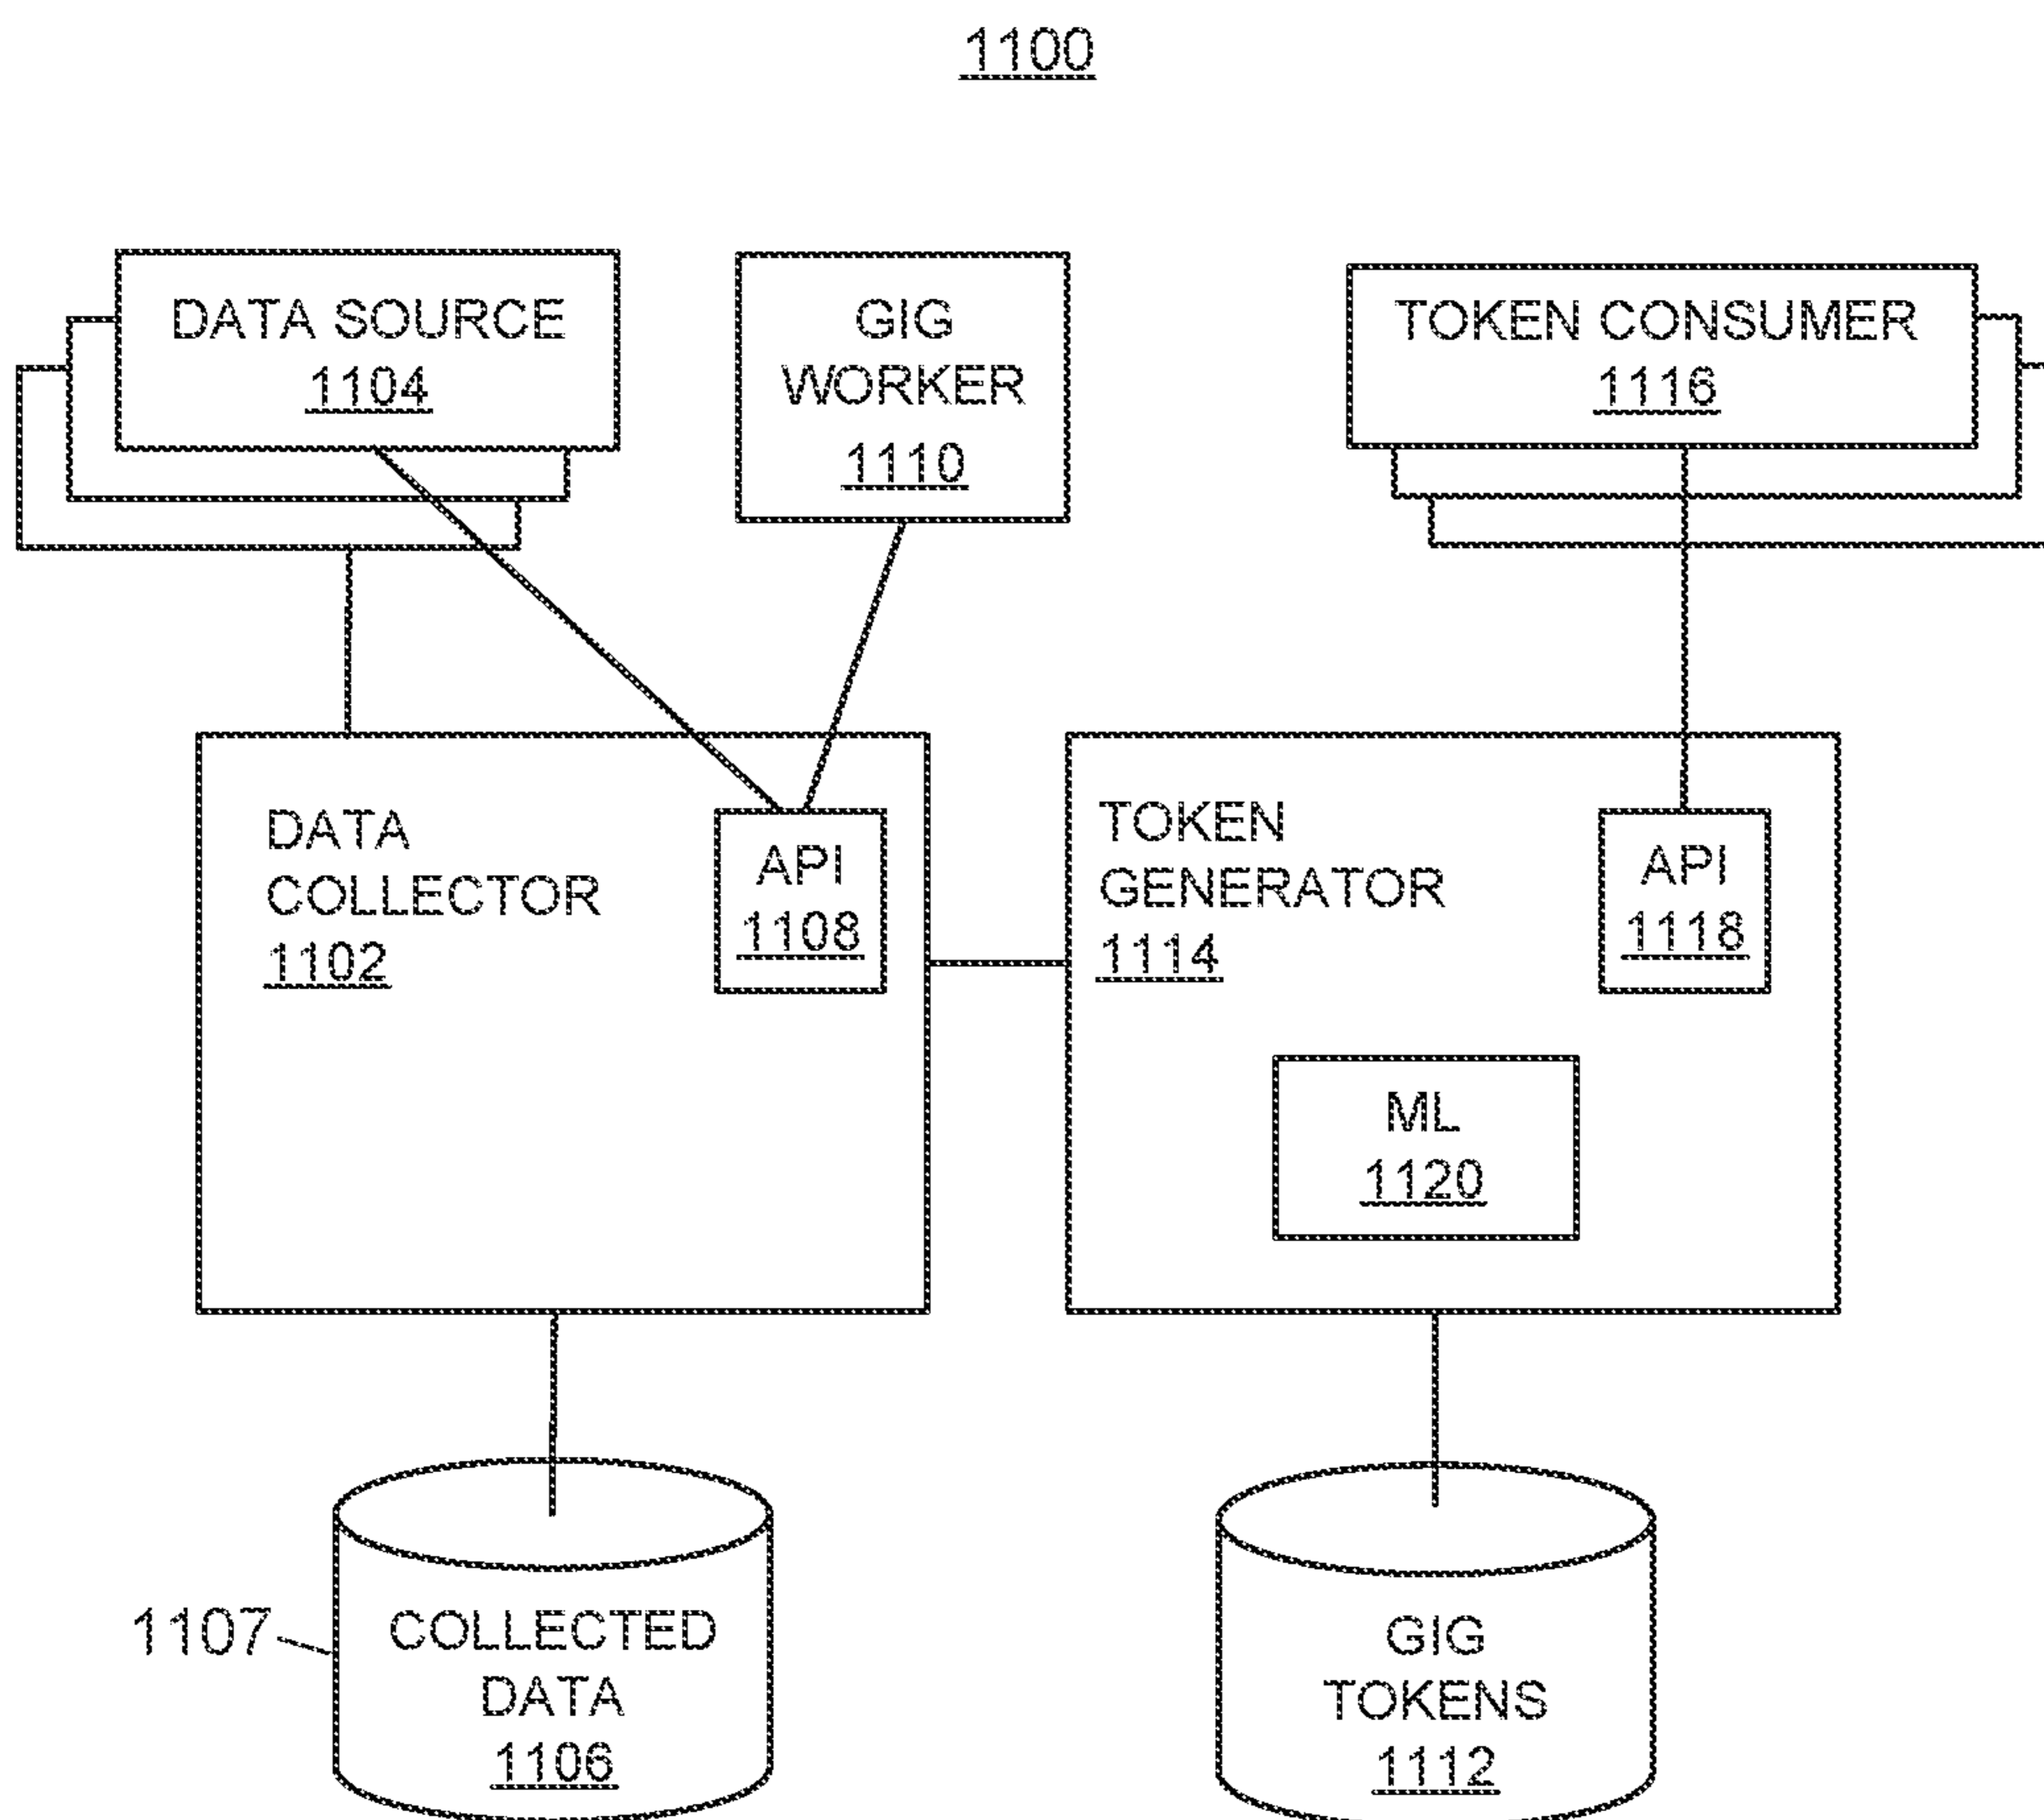 1100
DATA SOURCE
1104
GIG
WORKER
1110
TOKEN CONSUMER
1116
DATA
COLLECTOR
1102
API
1108
TOKEN
GENERATOR
1114
API
1118
ML
1120
1107
COLLECTED
DATA
1106
GIG
TOKENS
1112